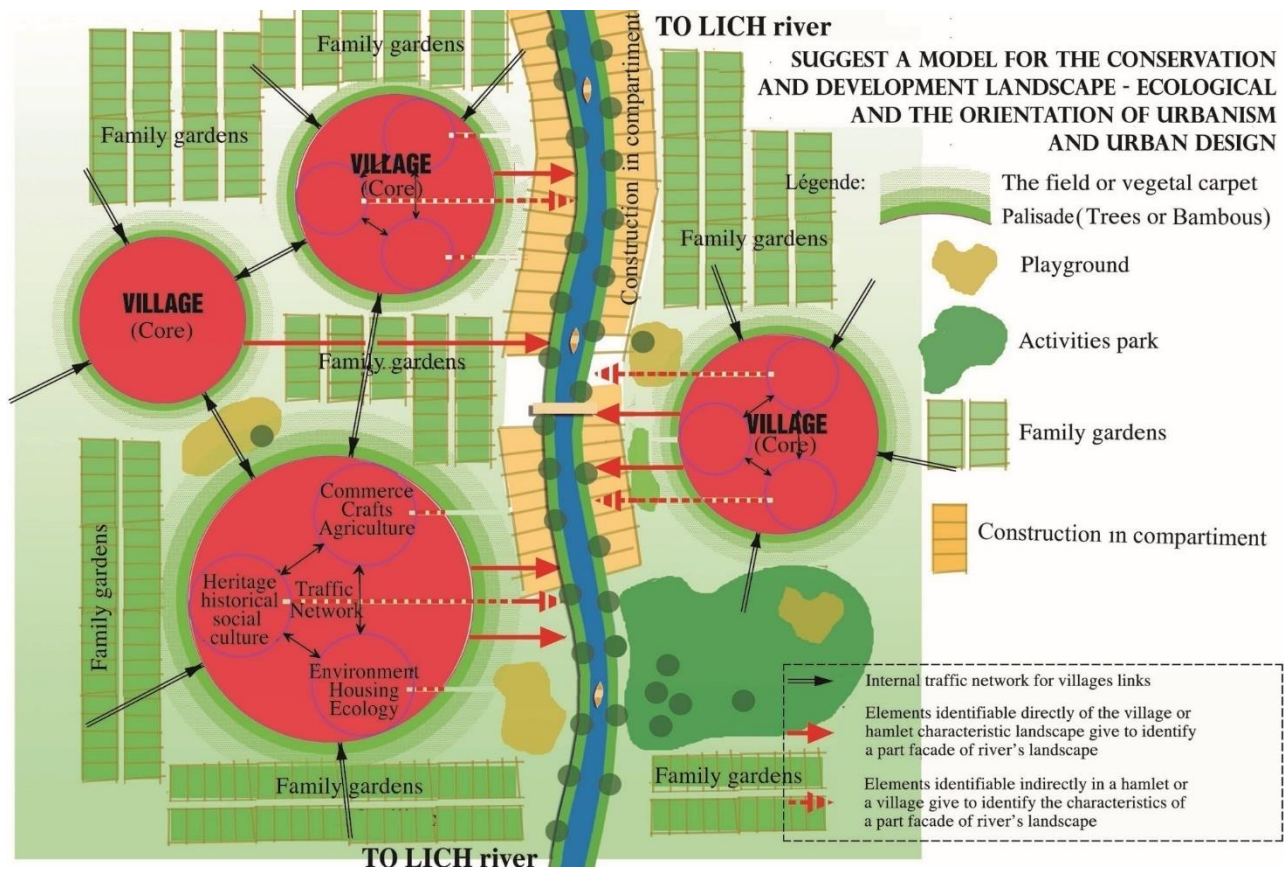 TO LICH river
SUGGEST A MODEL FOR THE CONSERVATION
AND DEVELOPMENT LANDSCAPE - ECOLOGICAL
AND THE ORIENTATION OF URBANISM
AND URBAN DESIGN
Légende:
The field or vegetal carpet
Palisade (Trees or Bambous)
Playground
Activities park
Family gardens
Construction in compartiment
Internal traffic network for villages links
Elements identifiable directly of the village or
hamlet characteristic landscape give to identify
a part facade of river's landscape
Elements identifiable indirectly in a hamlet or
a village give to identify the characteristics of
a part facade of river's landscape
Family gardens
Family gardens
VILLAGE
(Core)
Construction in compartiment
Family gardens
VILLAGE
(Core)
Family gardens
VILLAGE
(Core)
Commerce
Crafts
Agriculture
Heritage
historical
social
culture
Traffic
Network
Environment
Housing
Ecology
Family gardens
Family gardens
Family gardens
TO LICH river